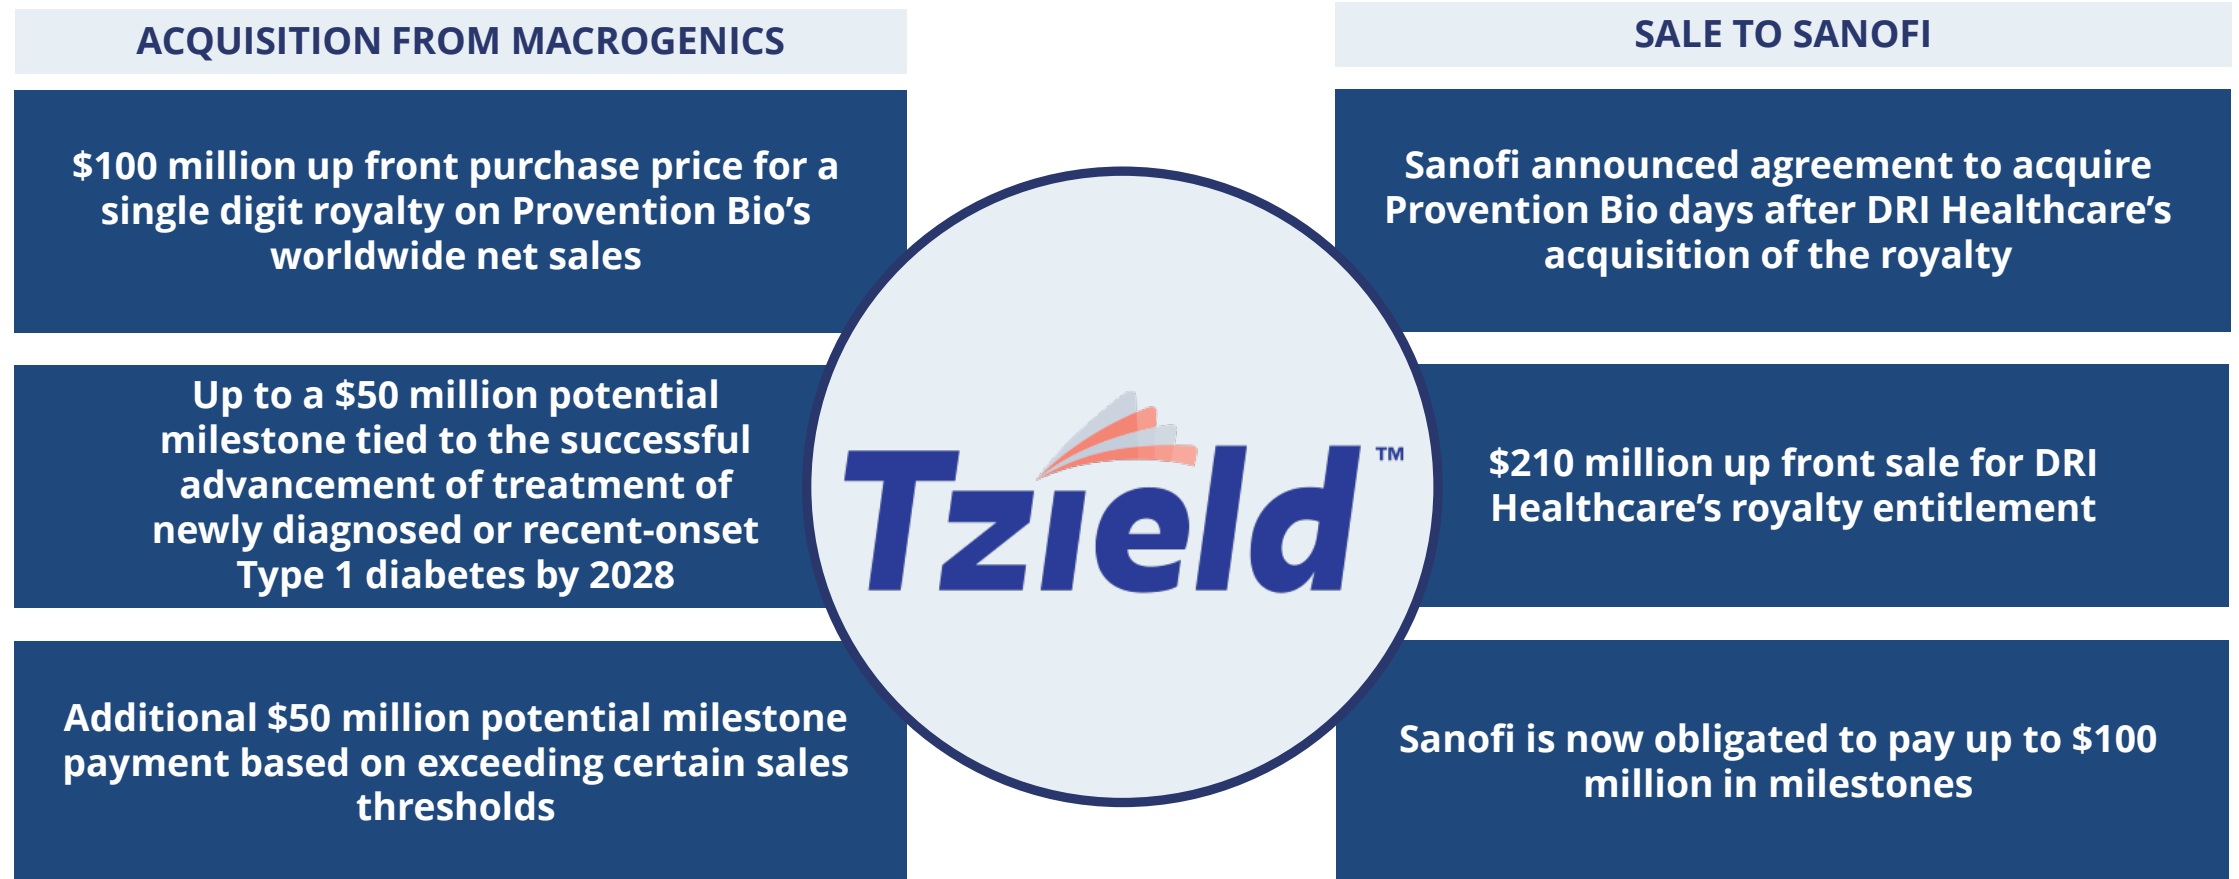 ACQUISITION FROM MACROGENICS
$100 million up front purchase price for a
single digit royalty on Provention Bio’s
worldwide net sales
Up to a $50 million potential
milestone tied to the successful
advancement of treatment of
newly diagnosed or recent-onset
Type 1 diabetes by 2028
Additional $50 million potential milestone
payment based on exceeding certain sales
thresholds
Tzield™
SALE TO SANOFI
Sanofi announced agreement to acquire
Provention Bio days after DRI Healthcare’s
acquisition of the royalty
$210 million up front sale for DRI
Healthcare’s royalty entitlement
Sanofi is now obligated to pay up to $100
million in milestones